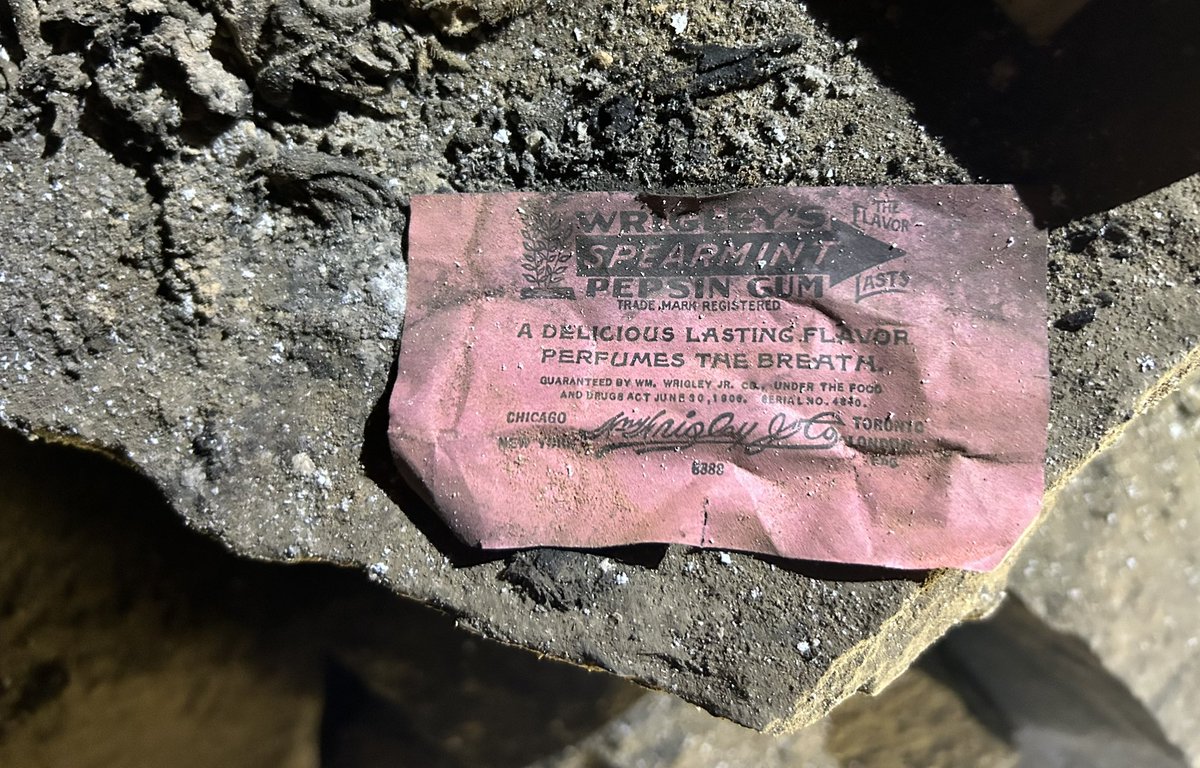 WRIGLEY'S
SPEARMINT
PEPSIN GUM
THE
FLAVOR
LASTS
TRADE MARK REGISTERED
A DELICIOUS LASTING FLAVOR
PERFUMES THE BREATH.
GUARANTEED BY WM. WRIGLEY JR. CO., UNDER THE FOOD
AND DRUGS ACT JUNE 30, 1906. SERIAL NO. 4840.
CHICAGO Wm Wrigley Jr Co TORONTO
NEW YORK LONDON
6388